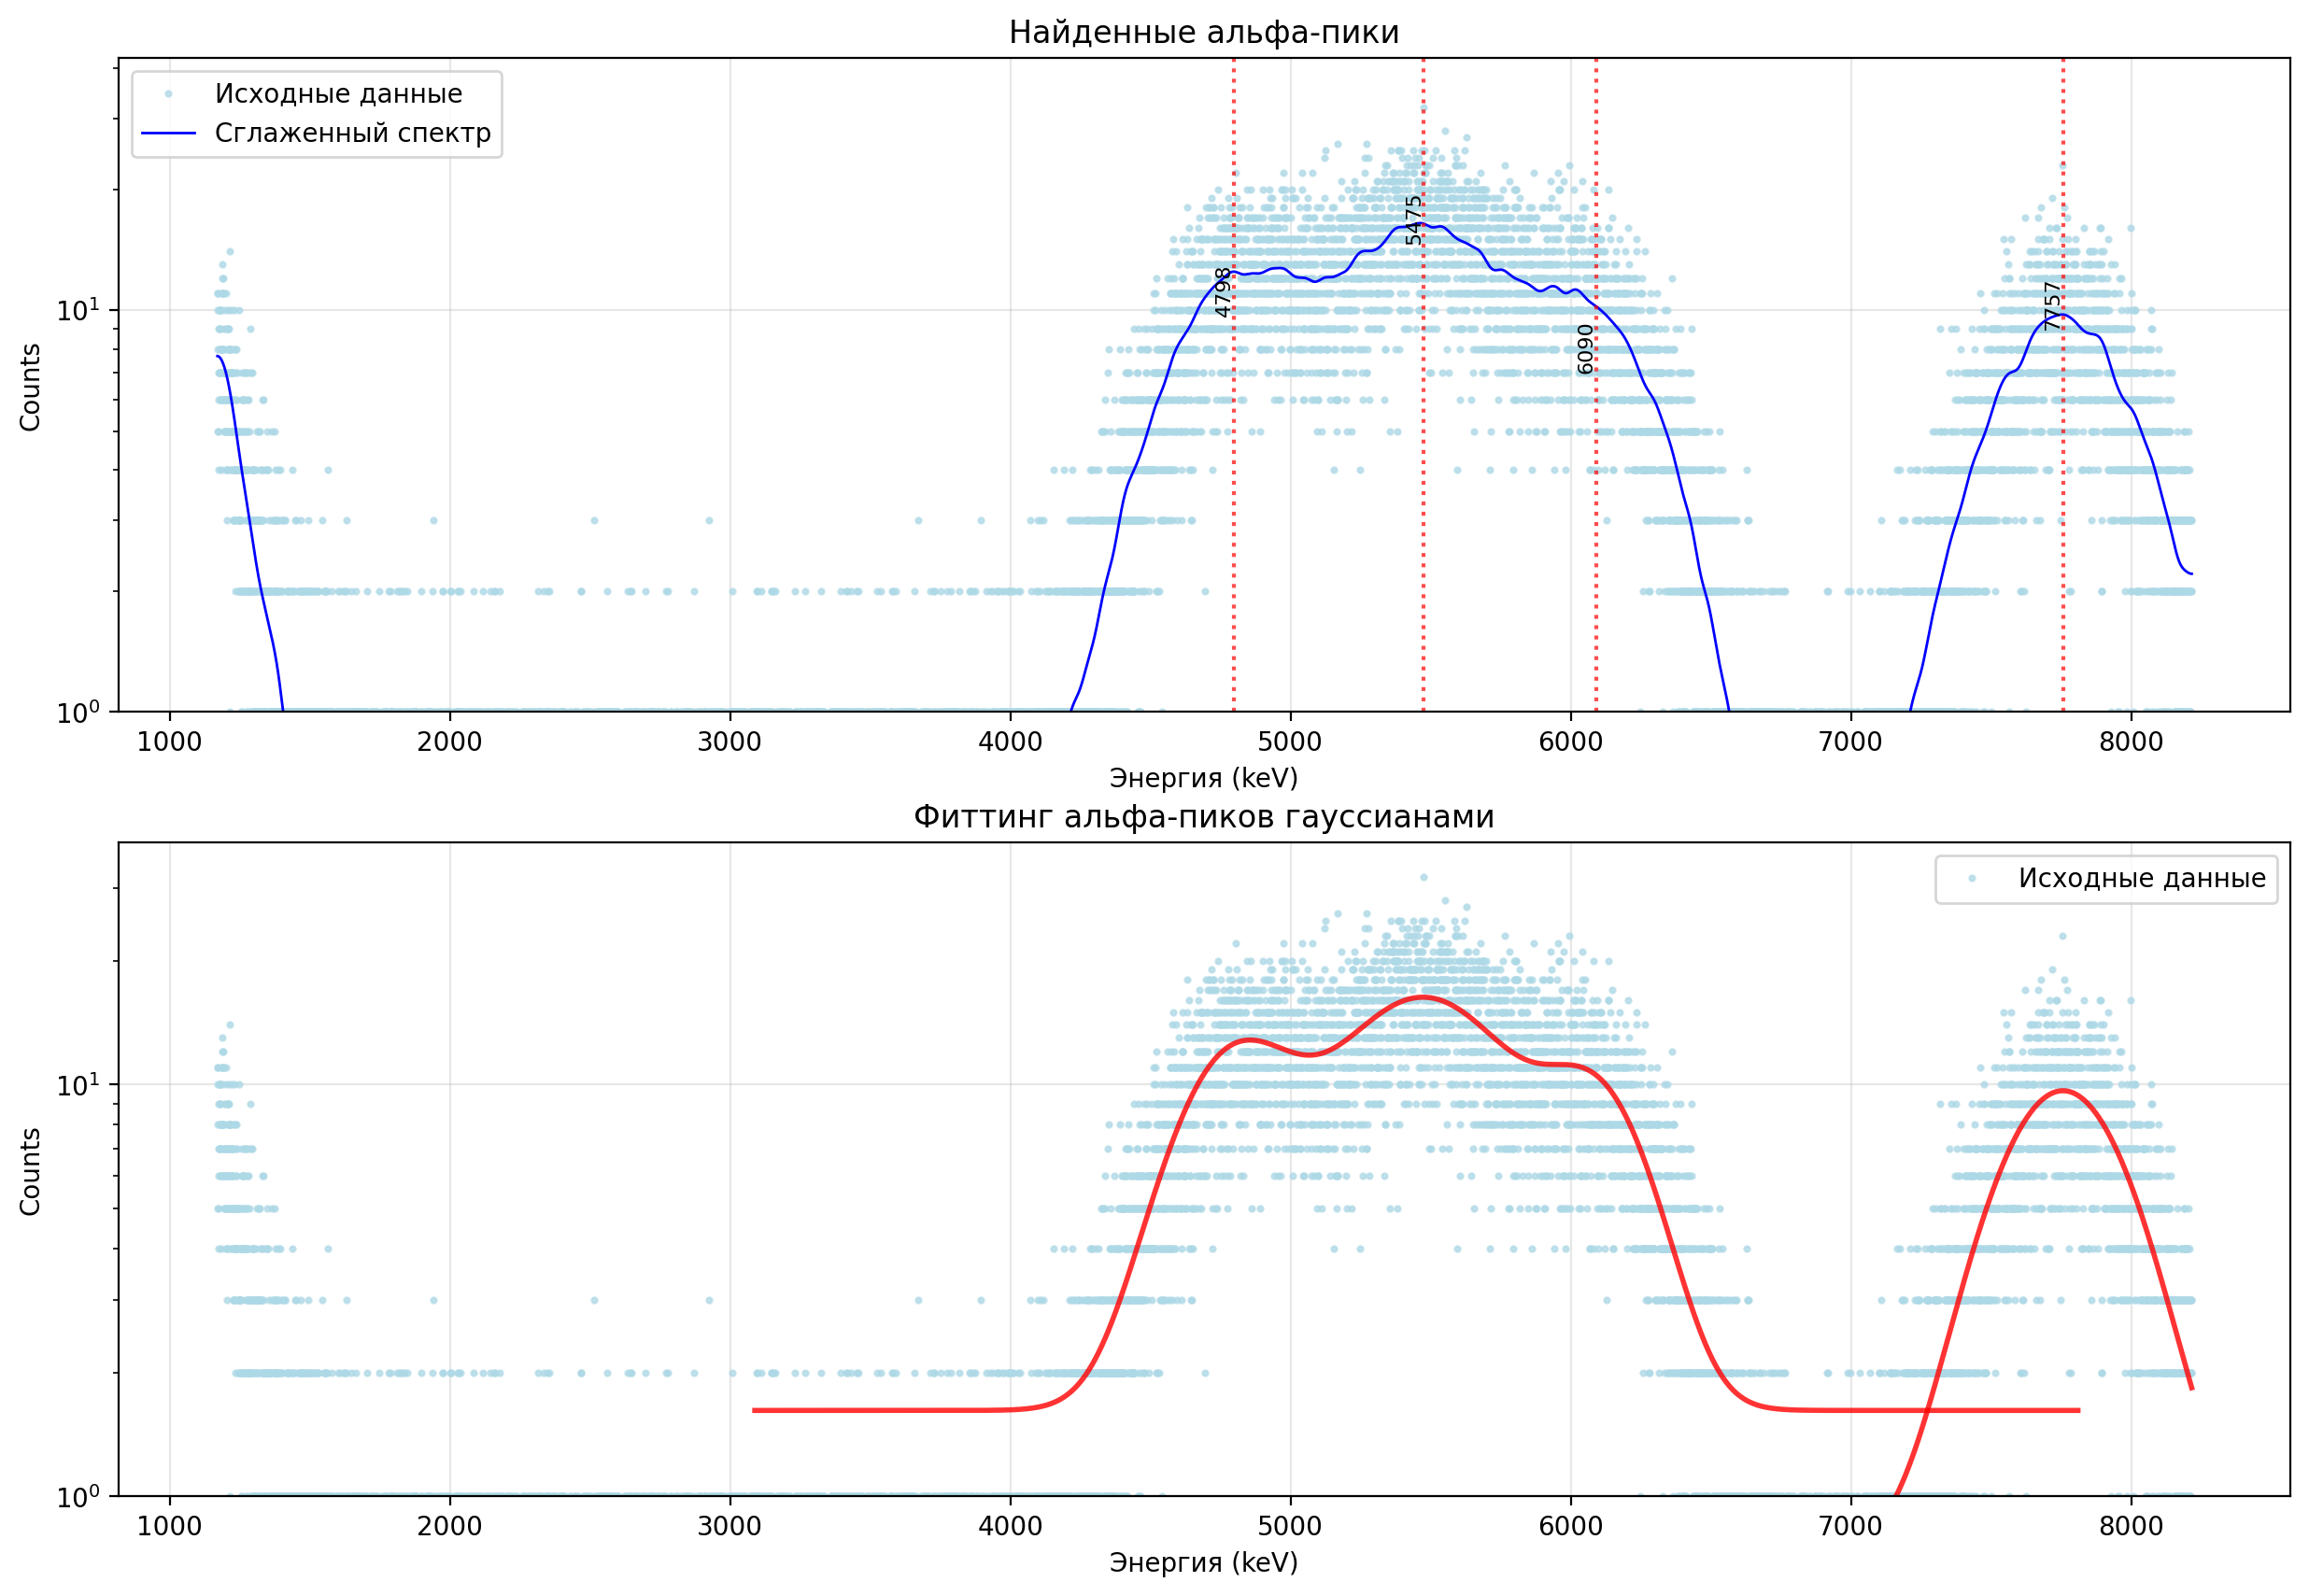 Найденные альфа-пики
Исходные данные
Сглаженный спектр
4798
5475
6090
7757
Counts
10¹
10⁰
1000 2000 3000 4000 5000 6000 7000 8000
Энергия (keV)
Фиттинг альфа-пиков гауссианами
Исходные данные
Counts
10¹
10⁰
1000 2000 3000 4000 5000 6000 7000 8000
Энергия (keV)